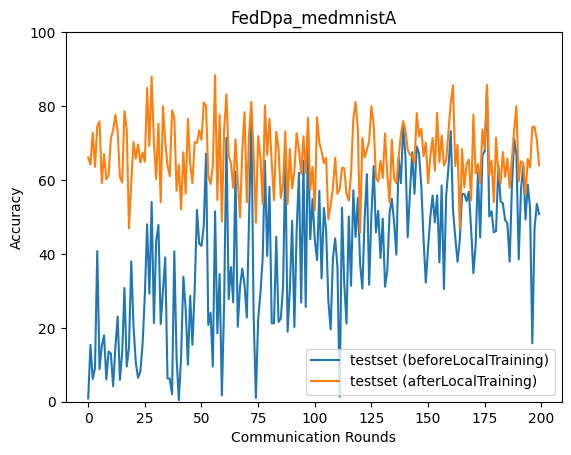 FedDpa_medmnistA
Accuracy
100
80
60
40
20
0
0 25 50 75 100 125 150 175 200
Communication Rounds
testset (beforeLocalTraining)
testset (afterLocalTraining)